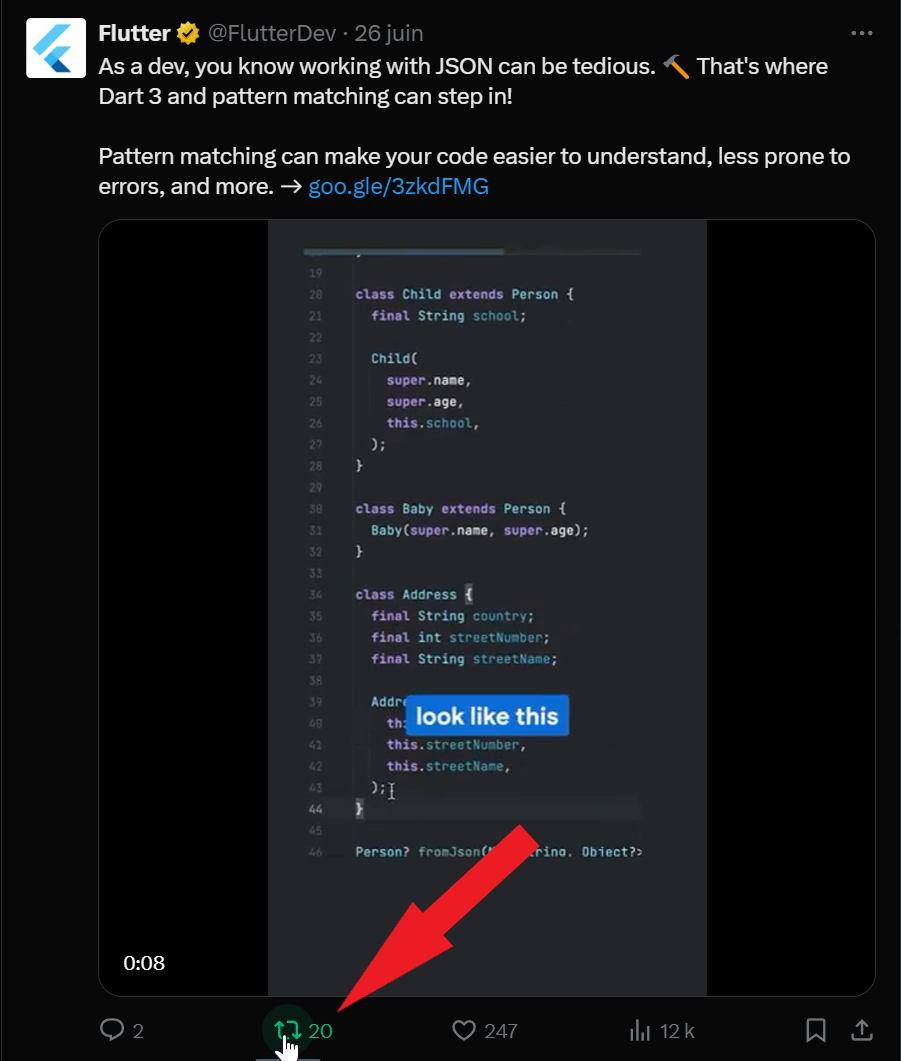 Flutter @FlutterDev · 26 juin
As a dev, you know working with JSON can be tedious. 🔨 That's where
Dart 3 and pattern matching can step in!
Pattern matching can make your code easier to understand, less prone to
errors, and more. → goo.gle/3zkdFMG
19
20 class Child extends Person {
21 final String school;
22
23 Child(
24 super.name,
25 super.age,
26 this.school,
27 );
28 }
29
30 class Baby extends Person {
31 Baby(super.name, super.age);
32 }
33
34 class Address {
35 final String country;
36 final int streetNumber;
37 final String streetName;
38
39 Addre
look like this
40 th
41 this.streetNumber,
42 this.streetName,
43 );
44 }
45
46 Person? fromJson( Object?>
0:08
2 20 247 12 k